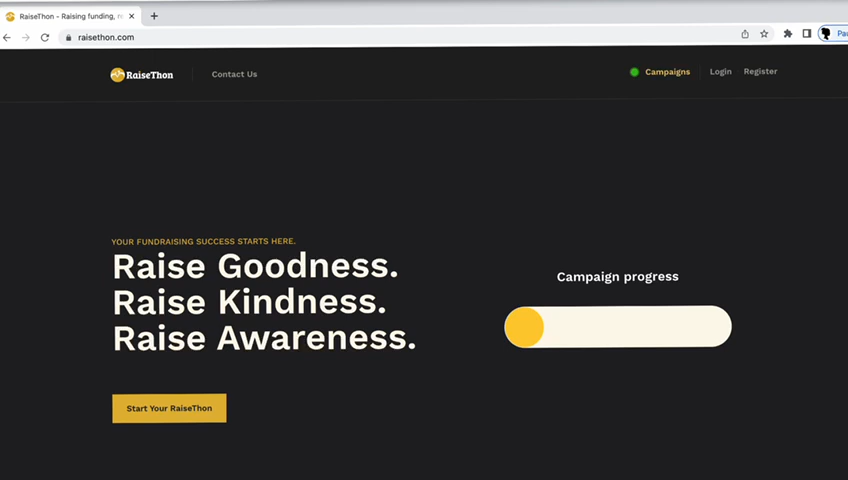 RaiseThon - Raising funding, r
raisethon.com
Pau
RaiseThon
Contact Us
Campaigns
Login
Register
YOUR FUNDRAISING SUCCESS STARTS HERE.
Raise Goodness.
Raise Kindness.
Raise Awareness.
Campaign progress
Start Your RaiseThon